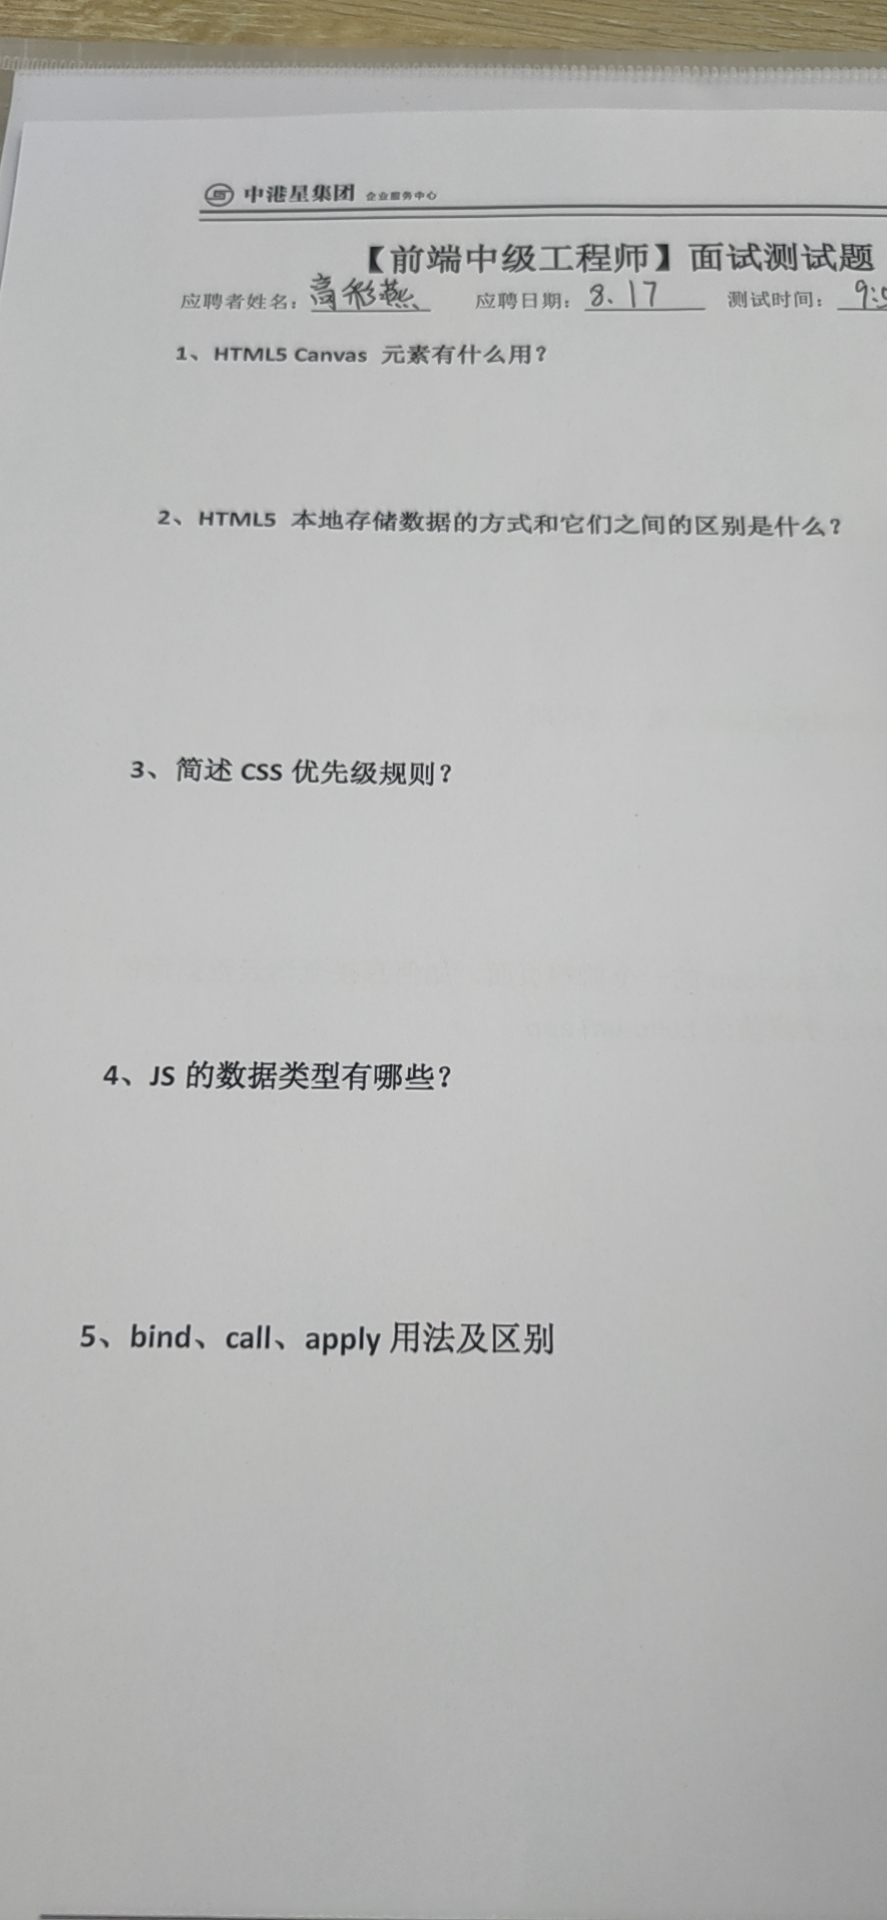 中港星集团 企业服务中心
【前端中级工程师】面试测试题
应聘者姓名：高彩燕 应聘日期：8.17 测试时间：
1、HTML5 Canvas 元素有什么用？
2、HTML5 本地存储数据的方式和它们之间的区别是什么？
3、简述 CSS 优先级规则？
4、JS 的数据类型有哪些？
5、bind、call、apply 用法及区别